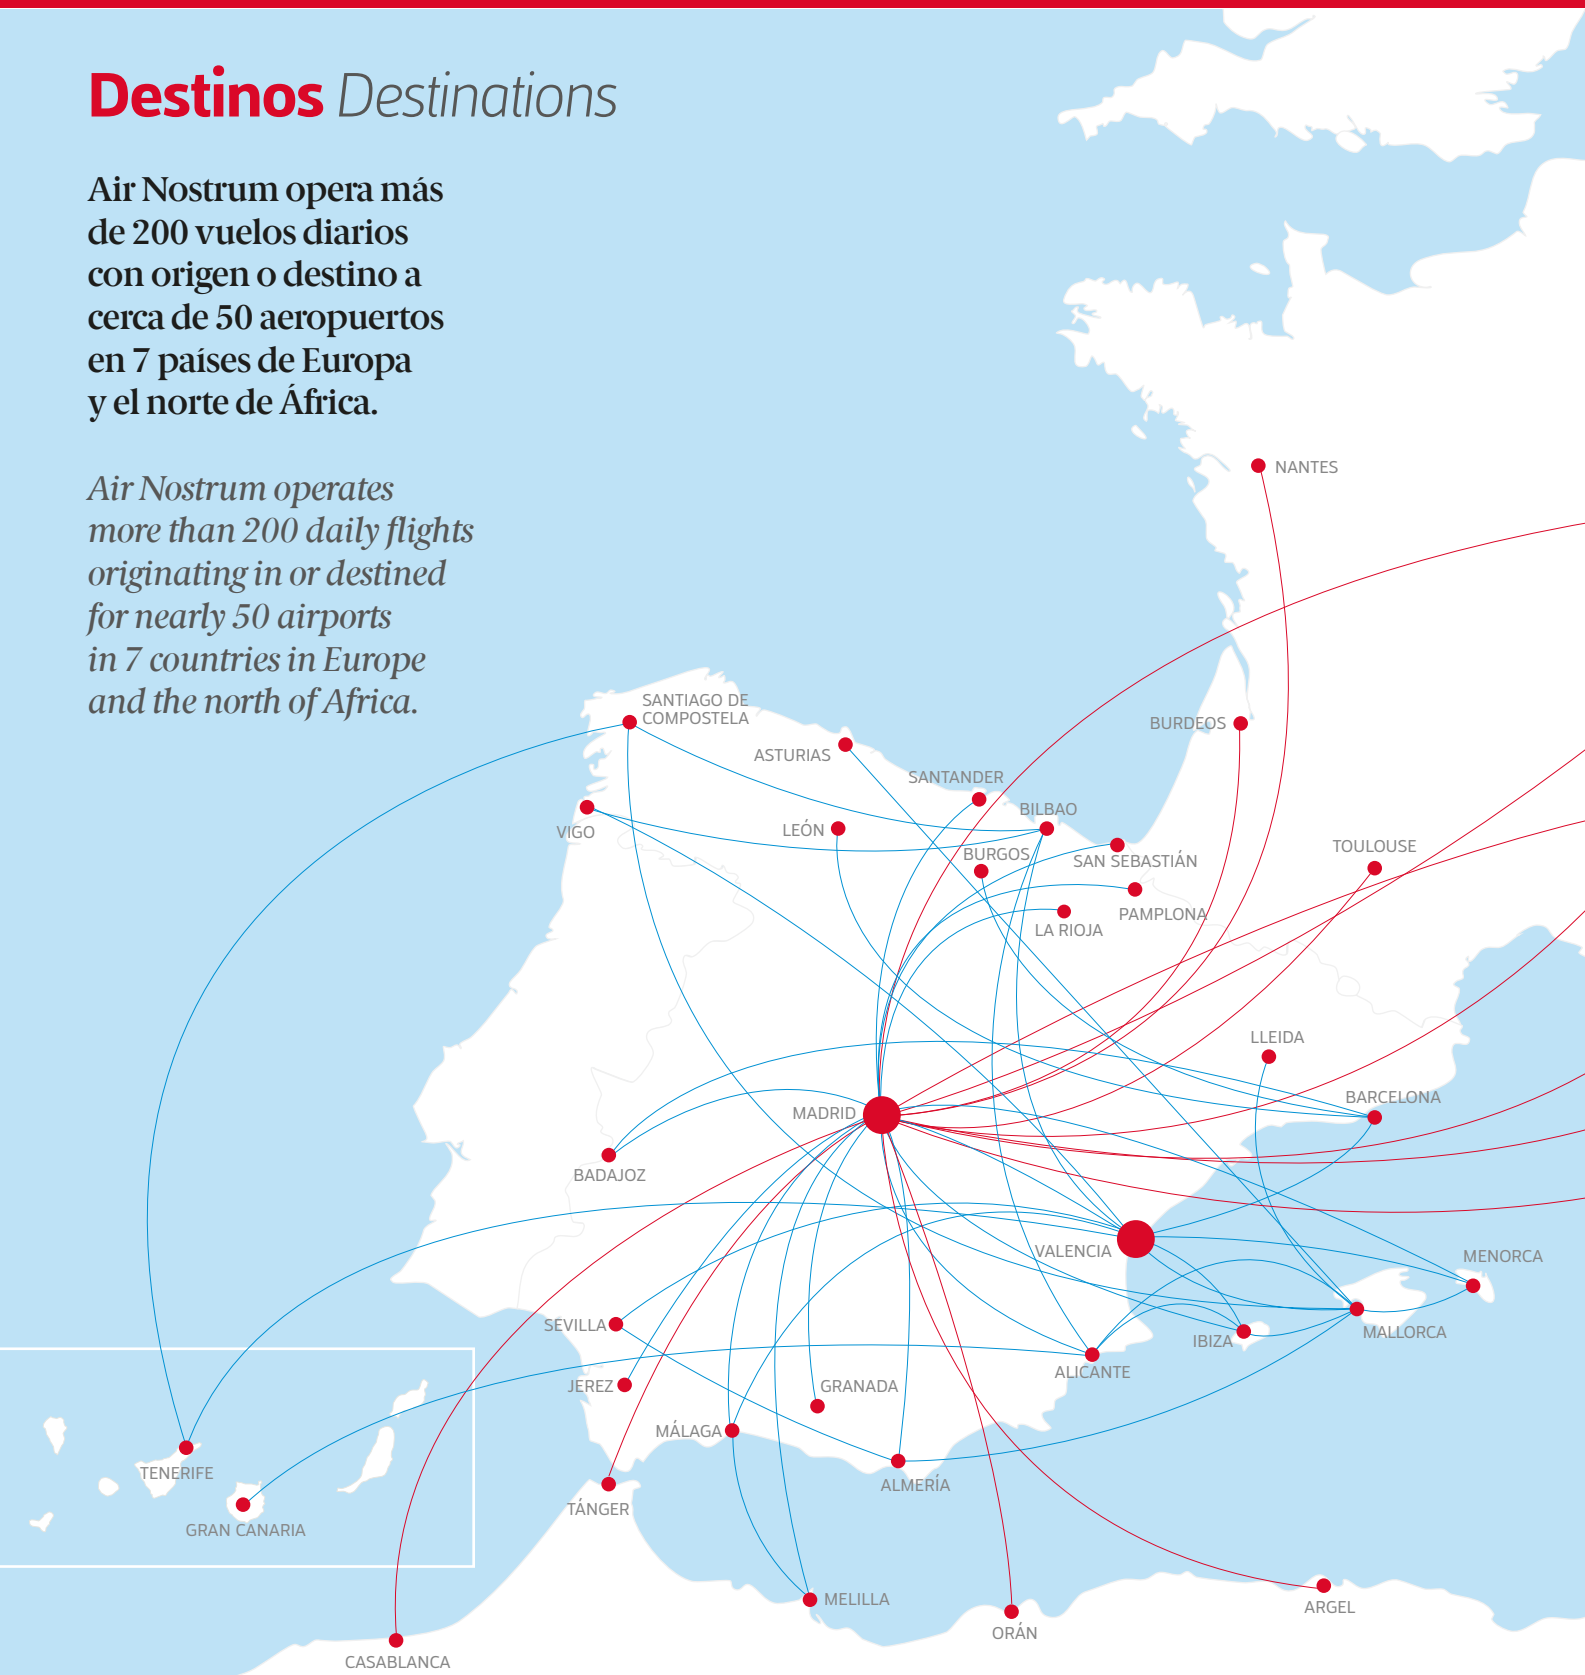 Destinos Destinations
Air Nostrum opera más
de 200 vuelos diarios
con origen o destino a
cerca de 50 aeropuertos
en 7 países de Europa
y el norte de África.
Air Nostrum operates
more than 200 daily flights
originating in or destined
for nearly 50 airports
in 7 countries in Europe
and the north of Africa.
NANTES
SANTIAGO DE
COMPOSTELA
BURDEOS
ASTURIAS
SANTANDER
BILBAO
VIGO
LEÓN
TOULOUSE
BURGOS
SAN SEBASTIÁN
PAMPLONA
LA RIOJA
LLEIDA
BARCELONA
MADRID
BADAJOZ
VALENCIA
MENORCA
SEVILLA
MALLORCA
IBIZA
ALICANTE
JEREZ
GRANADA
MÁLAGA
TENERIFE
ALMERÍA
TÁNGER
GRAN CANARIA
MELILLA
ARGEL
ORÁN
CASABLANCA